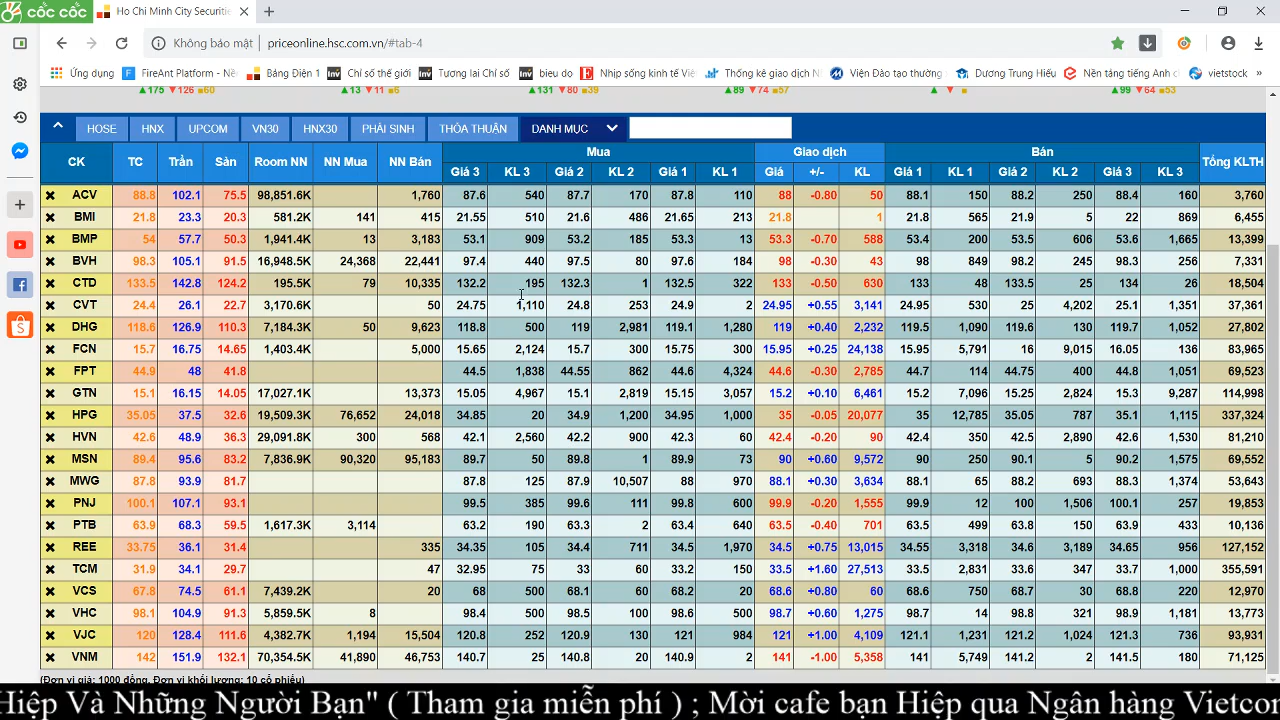 CỐC CỐC Ho Chi Minh City Securitie
Không bảo mật priceonline.hsc.com.vn/#tab-4
Ứng dụng FireAnt Platform - Nề Bảng Điện 1 Chỉ số thế giới Tương lai Chỉ số bieu do Nhịp sống kinh tế Việ Thống kê giao dịch N Viện Đào tạo thường Dương Trung Hiếu Nền tảng tiếng Anh c vietstock »
▲175 ▼126 ■60 ▲13 ▼11 ■6 ▲131 ▼80 ■39 ▲89 ▼74 ■57 ▲ ▼ ■ ▲99 ▼64 ■53
HOSE HNX UPCOM VN30 HNX30 PHÁI SINH THỎA THUẬN DANH MỤC
CK TC Trần Sàn Room NN NN Mua NN Bán Mua Giao dịch Bán Tổng KLTH
Giá 3 KL 3 Giá 2 KL 2 Giá 1 KL 1 Giá +/- KL Giá 1 KL 1 Giá 2 KL 2 Giá 3 KL 3
ACV 88.8 102.1 75.5 98,851.6K 1,760 87.6 540 87.7 170 87.8 110 88 -0.80 50 88.1 150 88.2 250 88.4 160 3,760
BMI 21.8 23.3 20.3 581.2K 141 415 21.55 510 21.6 486 21.65 213 21.8 1 21.8 565 21.9 5 22 869 6,455
BMP 54 57.7 50.3 1,941.4K 13 3,183 53.1 909 53.2 185 53.3 13 53.3 -0.70 588 53.4 200 53.5 606 53.6 1,665 13,399
BVH 98.3 105.1 91.5 16,948.5K 24,368 22,441 97.4 440 97.5 80 97.6 184 98 -0.30 43 98 849 98.2 245 98.5 236 7,331
CTD 133.5 142.8 124.2 195.5K 79 10,335 132.2 195 132.3 1 132.5 322 133 -0.50 630 133 48 133.5 25 134 26 18,504
CVT 24.4 26.1 22.7 3,170.6K 50 24.75 1,110 24.8 253 24.9 2 24.95 +0.55 3,141 24.95 530 25 4,202 25.1 1,351 37,361
DHG 118.6 126.9 110.3 7,184.3K 50 9,623 118.8 500 119 2,981 119.1 1,280 119 +0.40 2,232 119.5 1,090 119.6 130 119.7 1,052 27,802
FCN 15.7 16.75 14.65 1,403.4K 5,000 15.65 2,124 15.7 300 15.75 300 15.95 +0.25 24,138 15.95 5,791 16 9,015 16.05 136 83,965
FPT 44.9 48 41.8 44.5 1,838 44.55 862 44.6 4,324 44.6 -0.30 2,785 44.7 114 44.75 400 44.8 1,051 69,523
GTN 15.1 16.15 14.05 17,027.1K 13,373 15.05 4,967 15.1 2,819 15.15 3,057 15.2 +0.10 6,461 15.2 7,096 15.25 2,824 15.3 9,287 114,998
HPG 35.05 37.5 32.6 19,509.3K 76,652 24,018 34.85 20 34.9 1,200 34.95 1,000 35 -0.05 20,077 35 12,785 35.05 787 35.1 1,115 337,324
HVN 42.6 48.9 36.3 29,091.8K 300 568 42.1 2,560 42.2 900 42.3 60 42.4 -0.20 90 42.4 350 42.5 2,890 42.6 1,530 81,210
MSN 89.4 95.6 83.2 7,836.9K 90,320 95,183 89.7 50 89.8 1 89.9 73 90 +0.60 9,572 90 250 90.1 5 90.2 1,575 69,552
MWG 87.8 93.9 81.7 87.8 125 87.9 10,507 88 970 88.1 +0.30 3,634 88.1 65 88.2 693 88.3 1,374 53,643
PNJ 100.1 107.1 93.1 99.5 385 99.6 111 99.8 600 99.9 -0.20 1,555 99.9 12 100 506 100.1 257 19,853
PTB 63.9 68.3 59.5 1,617.3K 3,114 63.2 190 63.3 2 63.4 640 63.5 -0.40 701 63.5 499 63.8 150 63.9 433 10,136
REE 33.75 36.1 31.4 335 34.35 105 34.4 711 34.5 1,970 34.5 +0.75 13,015 34.55 3,318 34.6 3,189 34.65 956 127,152
TCM 31.9 34.1 29.7 47 32.95 75 33 60 33.2 150 33.5 +1.60 27,513 33.5 2,831 33.6 347 33.7 1,000 355,591
VCS 67.8 74.5 61.1 7,439.2K 20 68 500 68.1 60 68.2 20 68.6 +0.80 60 68.6 750 68.7 30 68.8 220 12,970
VHC 98.1 104.9 91.3 5,859.5K 8 98.4 500 98.5 100 98.6 500 98.7 +0.60 1,275 98.7 14 98.8 321 98.9 1,181 13,773
VJC 120 128.4 111.6 4,382.7K 1,194 15,504 120.8 252 120.9 130 121 984 121 +1.00 4,109 121.1 1,231 121.2 1,024 121.3 736 93,931
VNM 142 151.9 132.1 70,354.5K 41,890 46,753 140.7 25 140.8 20 140.9 2 141 -1.00 5,358 141 5,749 141.2 2 141.5 180 71,125
(Đơn vị giá: 1000 đồng, Đơn vị khối lượng: 10 cổ phiếu)
Hiệp Và Những Người Bạn" ( Tham gia miễn phí ) ; Mời cafe bạn Hiệp qua Ngân hàng Vietco